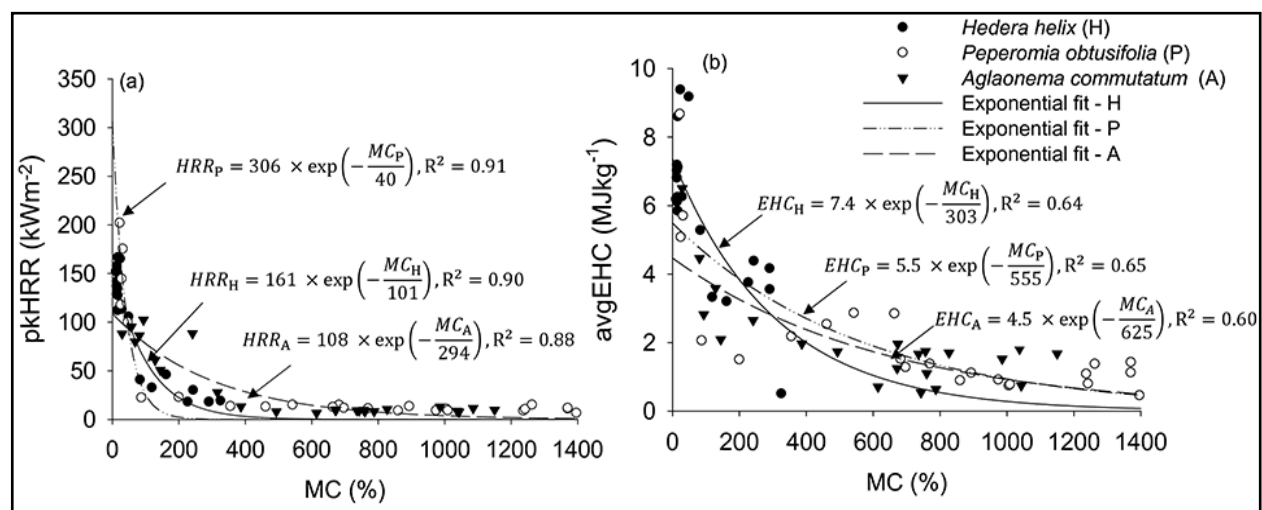 Hedera helix (H)
Peperomia obtusifolia (P)
Aglaonema commutatum (A)
Exponential fit - H
Exponential fit - P
Exponential fit - A
(a)
350
300
250
200
150
100
50
0
pkHRR (kWm⁻²)
HRR_P = 306 × exp(−MC_P/40), R² = 0.91
HRR_H = 161 × exp(−MC_H/101), R² = 0.90
HRR_A = 108 × exp(−MC_A/294), R² = 0.88
0 200 400 600 800 1000 1200 1400
MC (%)
(b)
10
8
6
4
2
0
avgEHC (MJkg⁻¹)
EHC_H = 7.4 × exp(−MC_H/303), R² = 0.64
EHC_P = 5.5 × exp(−MC_P/555), R² = 0.65
EHC_A = 4.5 × exp(−MC_A/625), R² = 0.60
0 200 400 600 800 1000 1200 1400
MC (%)